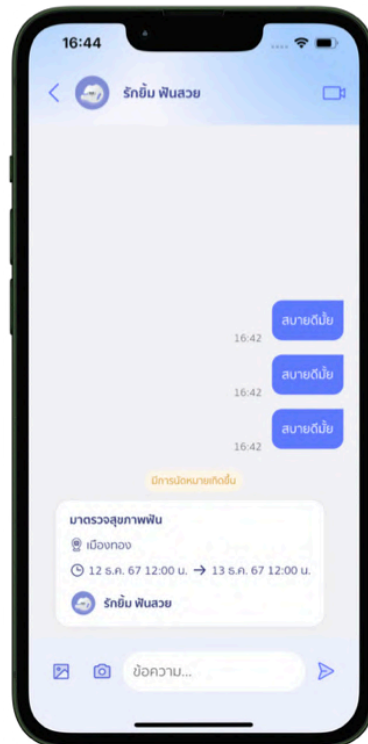 16:44
รักยิ้ม ฟันสวย
สบายดีมั้ย
16:42
สบายดีมั้ย
16:42
สบายดีมั้ย
16:42
มีการนัดหมายเกิดขึ้น
มาตรวจสุขภาพฟัน
เมืองทอง
12 ธ.ค. 67 12:00 น. → 13 ธ.ค. 67 12:00 น.
รักยิ้ม ฟันสวย
ข้อความ...